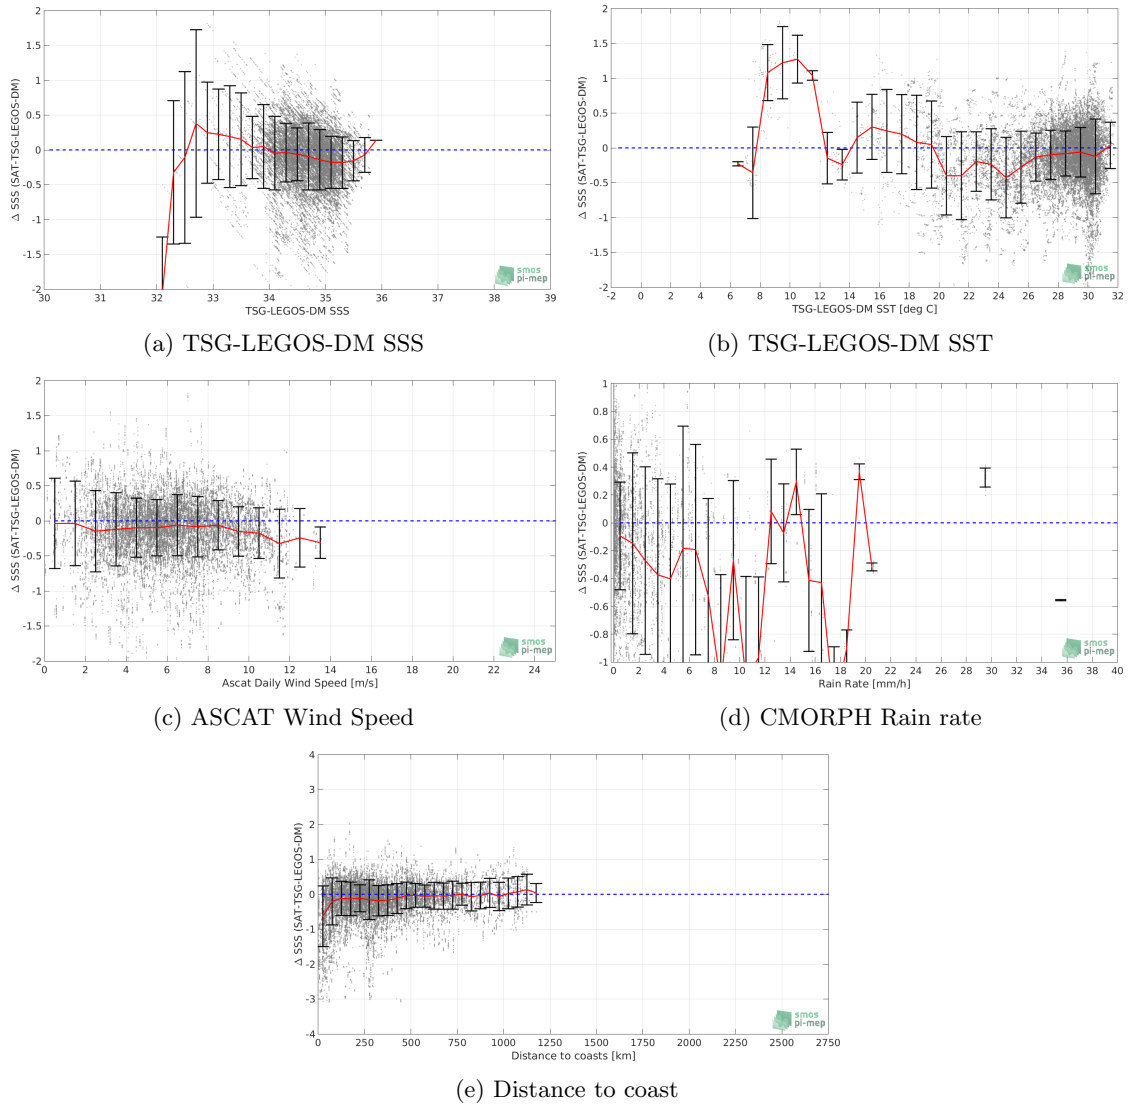 2
1.5
1
0.5
0
-0.5
-1
-1.5
-2
Δ SSS (SAT-TSG-LEGOS-DM)
30 31 32 33 34 35 36 37 38 39
TSG-LEGOS-DM SSS
smos
pi-mep
(a) TSG-LEGOS-DM SSS
2
1.5
1
0.5
0
-0.5
-1
-1.5
-2
Δ SSS (SAT-TSG-LEGOS-DM)
-2 0 2 4 6 8 10 12 14 16 18 20 22 24 26 28 30 32
TSG-LEGOS-DM SST [deg C]
smos
pi-mep
(b) TSG-LEGOS-DM SST
2
1.5
1
0.5
0
-0.5
-1
-1.5
-2
Δ SSS (SAT-TSG-LEGOS-DM)
0 2 4 6 8 10 12 14 16 18 20 22 24
Ascat Daily Wind Speed [m/s]
smos
pi-mep
(c) ASCAT Wind Speed
1
0.8
0.6
0.4
0.2
0
-0.2
-0.4
-0.6
-0.8
-1
Δ SSS (SAT-TSG-LEGOS-DM)
0 2 4 6 8 10 12 14 16 18 20 22 24 26 28 30 32 34 36 38 40
Rain Rate [mm/h]
smos
pi-mep
(d) CMORPH Rain rate
4
3
2
1
0
-1
-2
-3
-4
Δ SSS (SAT-TSG-LEGOS-DM)
0 250 500 750 1000 1250 1500 1750 2000 2250 2500 2750
Distance to coasts [km]
smos
pi-mep
(e) Distance to coast